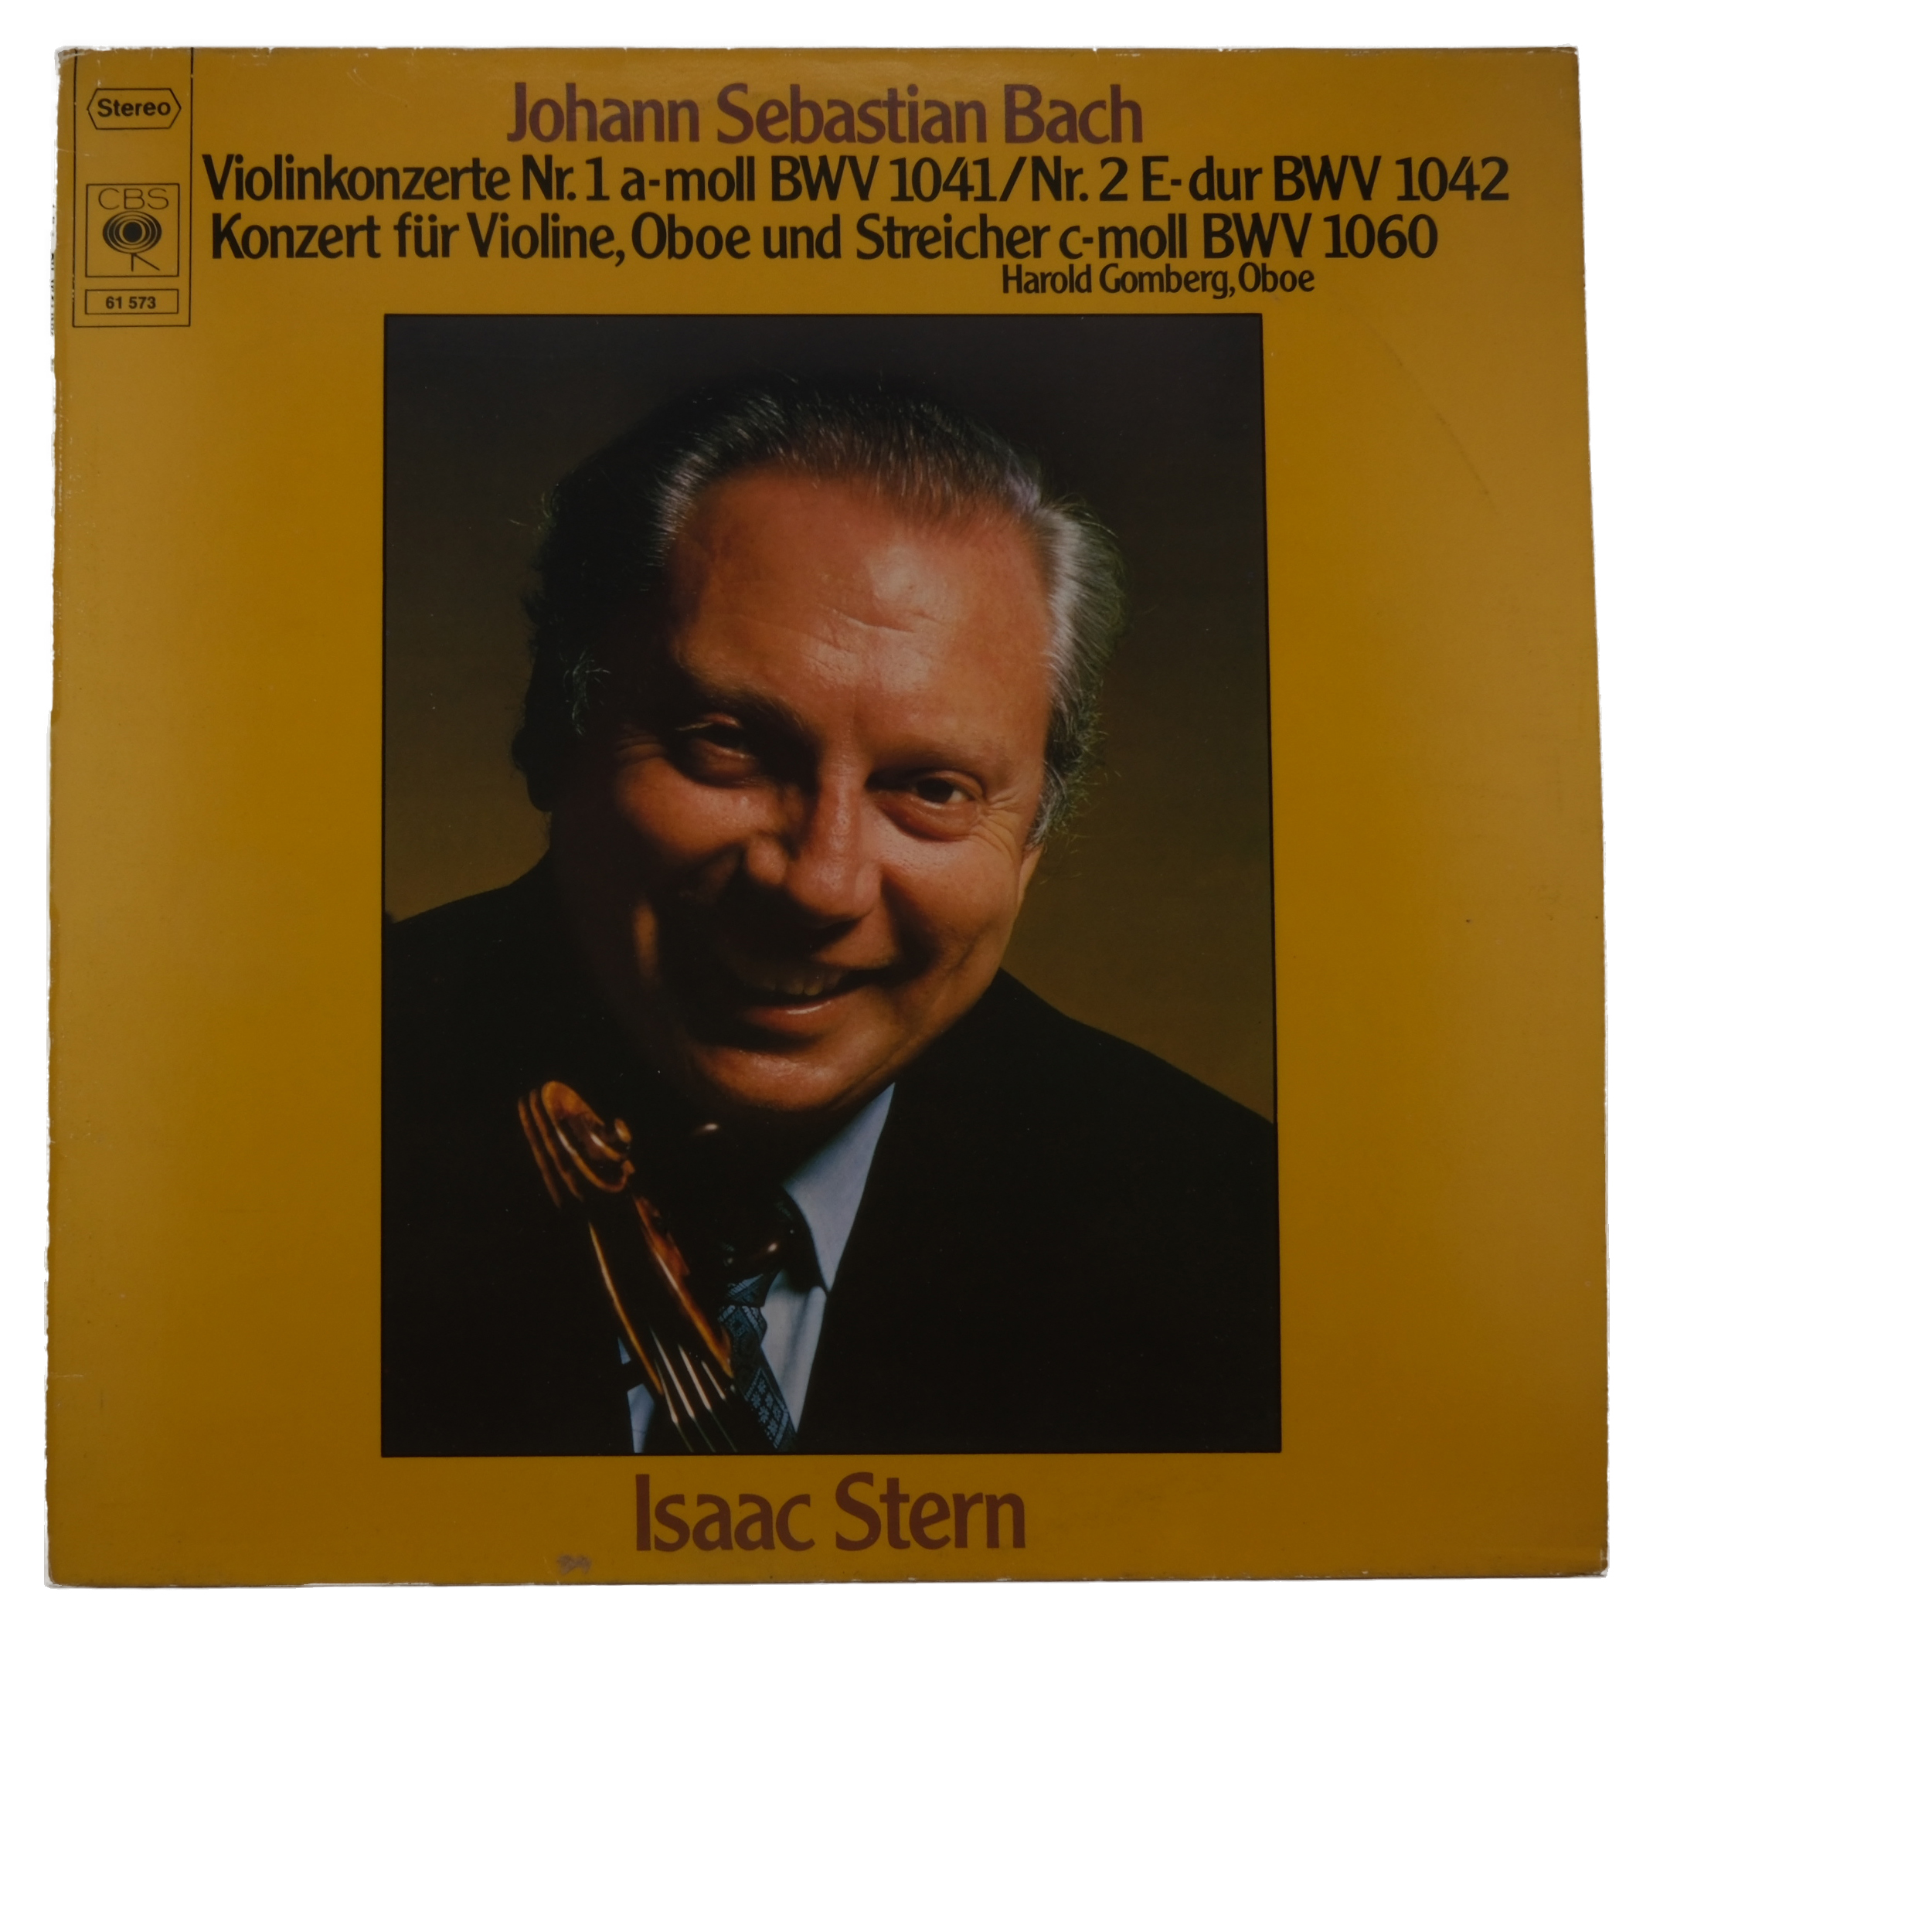 Stereo
CBS
61 573
Johann Sebastian Bach
Violinkonzerte Nr. 1 a-moll BWV 1041/Nr. 2 E-dur BWV 1042
Konzert für Violine, Oboe und Streicher c-moll BWV 1060
Harold Gomberg, Oboe
Isaac Stern